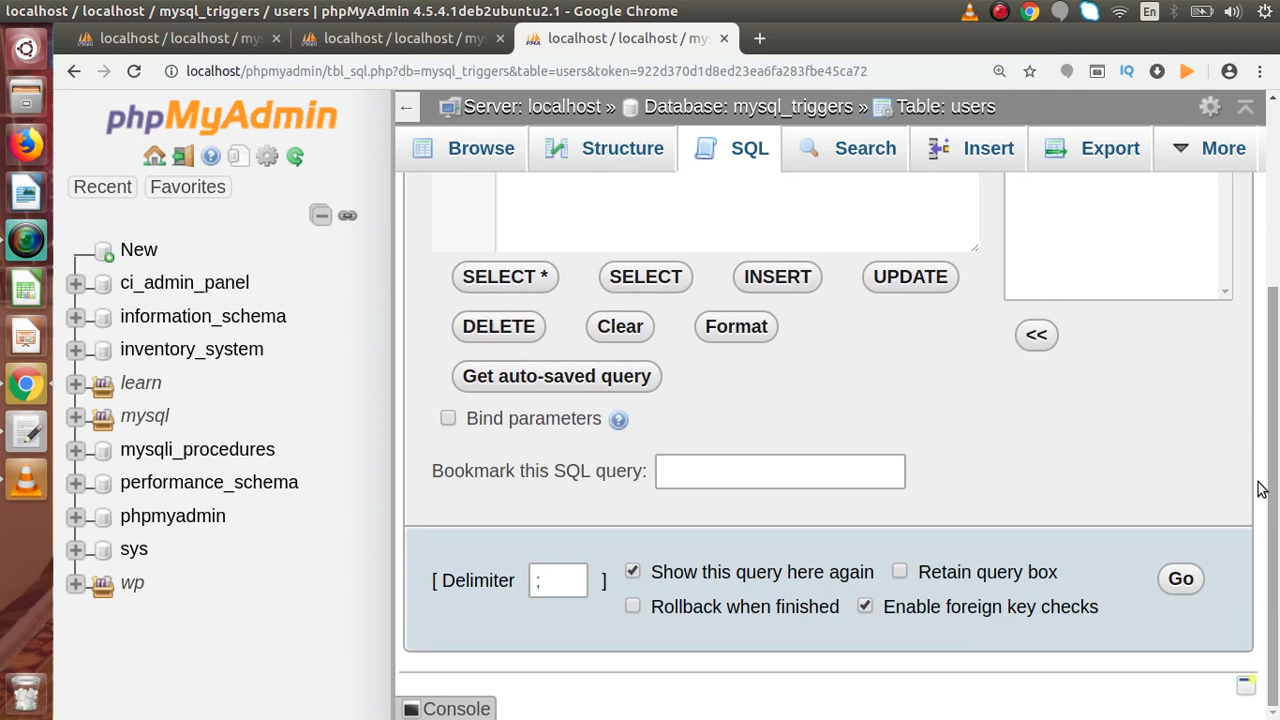 localhost / localhost / mysql_triggers / users | phpMyAdmin 4.5.4.1deb2ubuntu2.1 - Google Chrome
En
localhost / localhost / my
localhost / localhost / my
localhost / localhost / mys
localhost/phpmyadmin/tbl_sql.php?db=mysql_triggers&table=users&token=922d370d1d8ed23ea6fa283fbe45ca72
IQ
phpMyAdmin
Recent
Favorites
New
ci_admin_panel
information_schema
inventory_system
learn
mysql
mysqli_procedures
performance_schema
phpmyadmin
sys
wp
Server: localhost » Database: mysql_triggers » Table: users
Browse
Structure
SQL
Search
Insert
Export
More
SELECT *
SELECT
INSERT
UPDATE
DELETE
Clear
Format
<<
Get auto-saved query
Bind parameters
Bookmark this SQL query:
[ Delimiter ; ]
Show this query here again
Retain query box
Rollback when finished
Enable foreign key checks
Go
Console